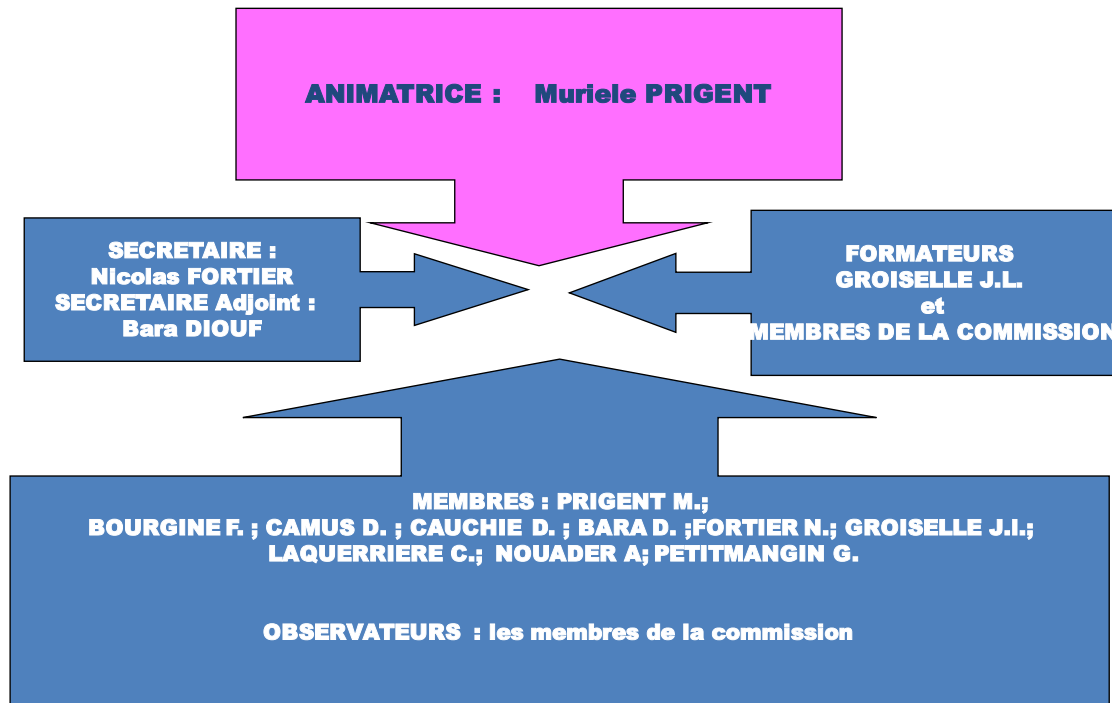 ANIMATRICE : Muriele PRIGENT
SECRETAIRE :
Nicolas FORTIER
SECRETAIRE Adjoint :
Bara DIOUF
FORMATEURS
GROISELLE J.L.
et
MEMBRES DE LA COMMISSION
MEMBRES : PRIGENT M.;
BOURGINE F. ; CAMUS D. ; CAUCHIE D. ; BARA D. ;FORTIER N.; GROISELLE J.I.;
LAQUERRIERE C.; NOUADER A; PETITMANGIN G.
OBSERVATEURS : les membres de la commission